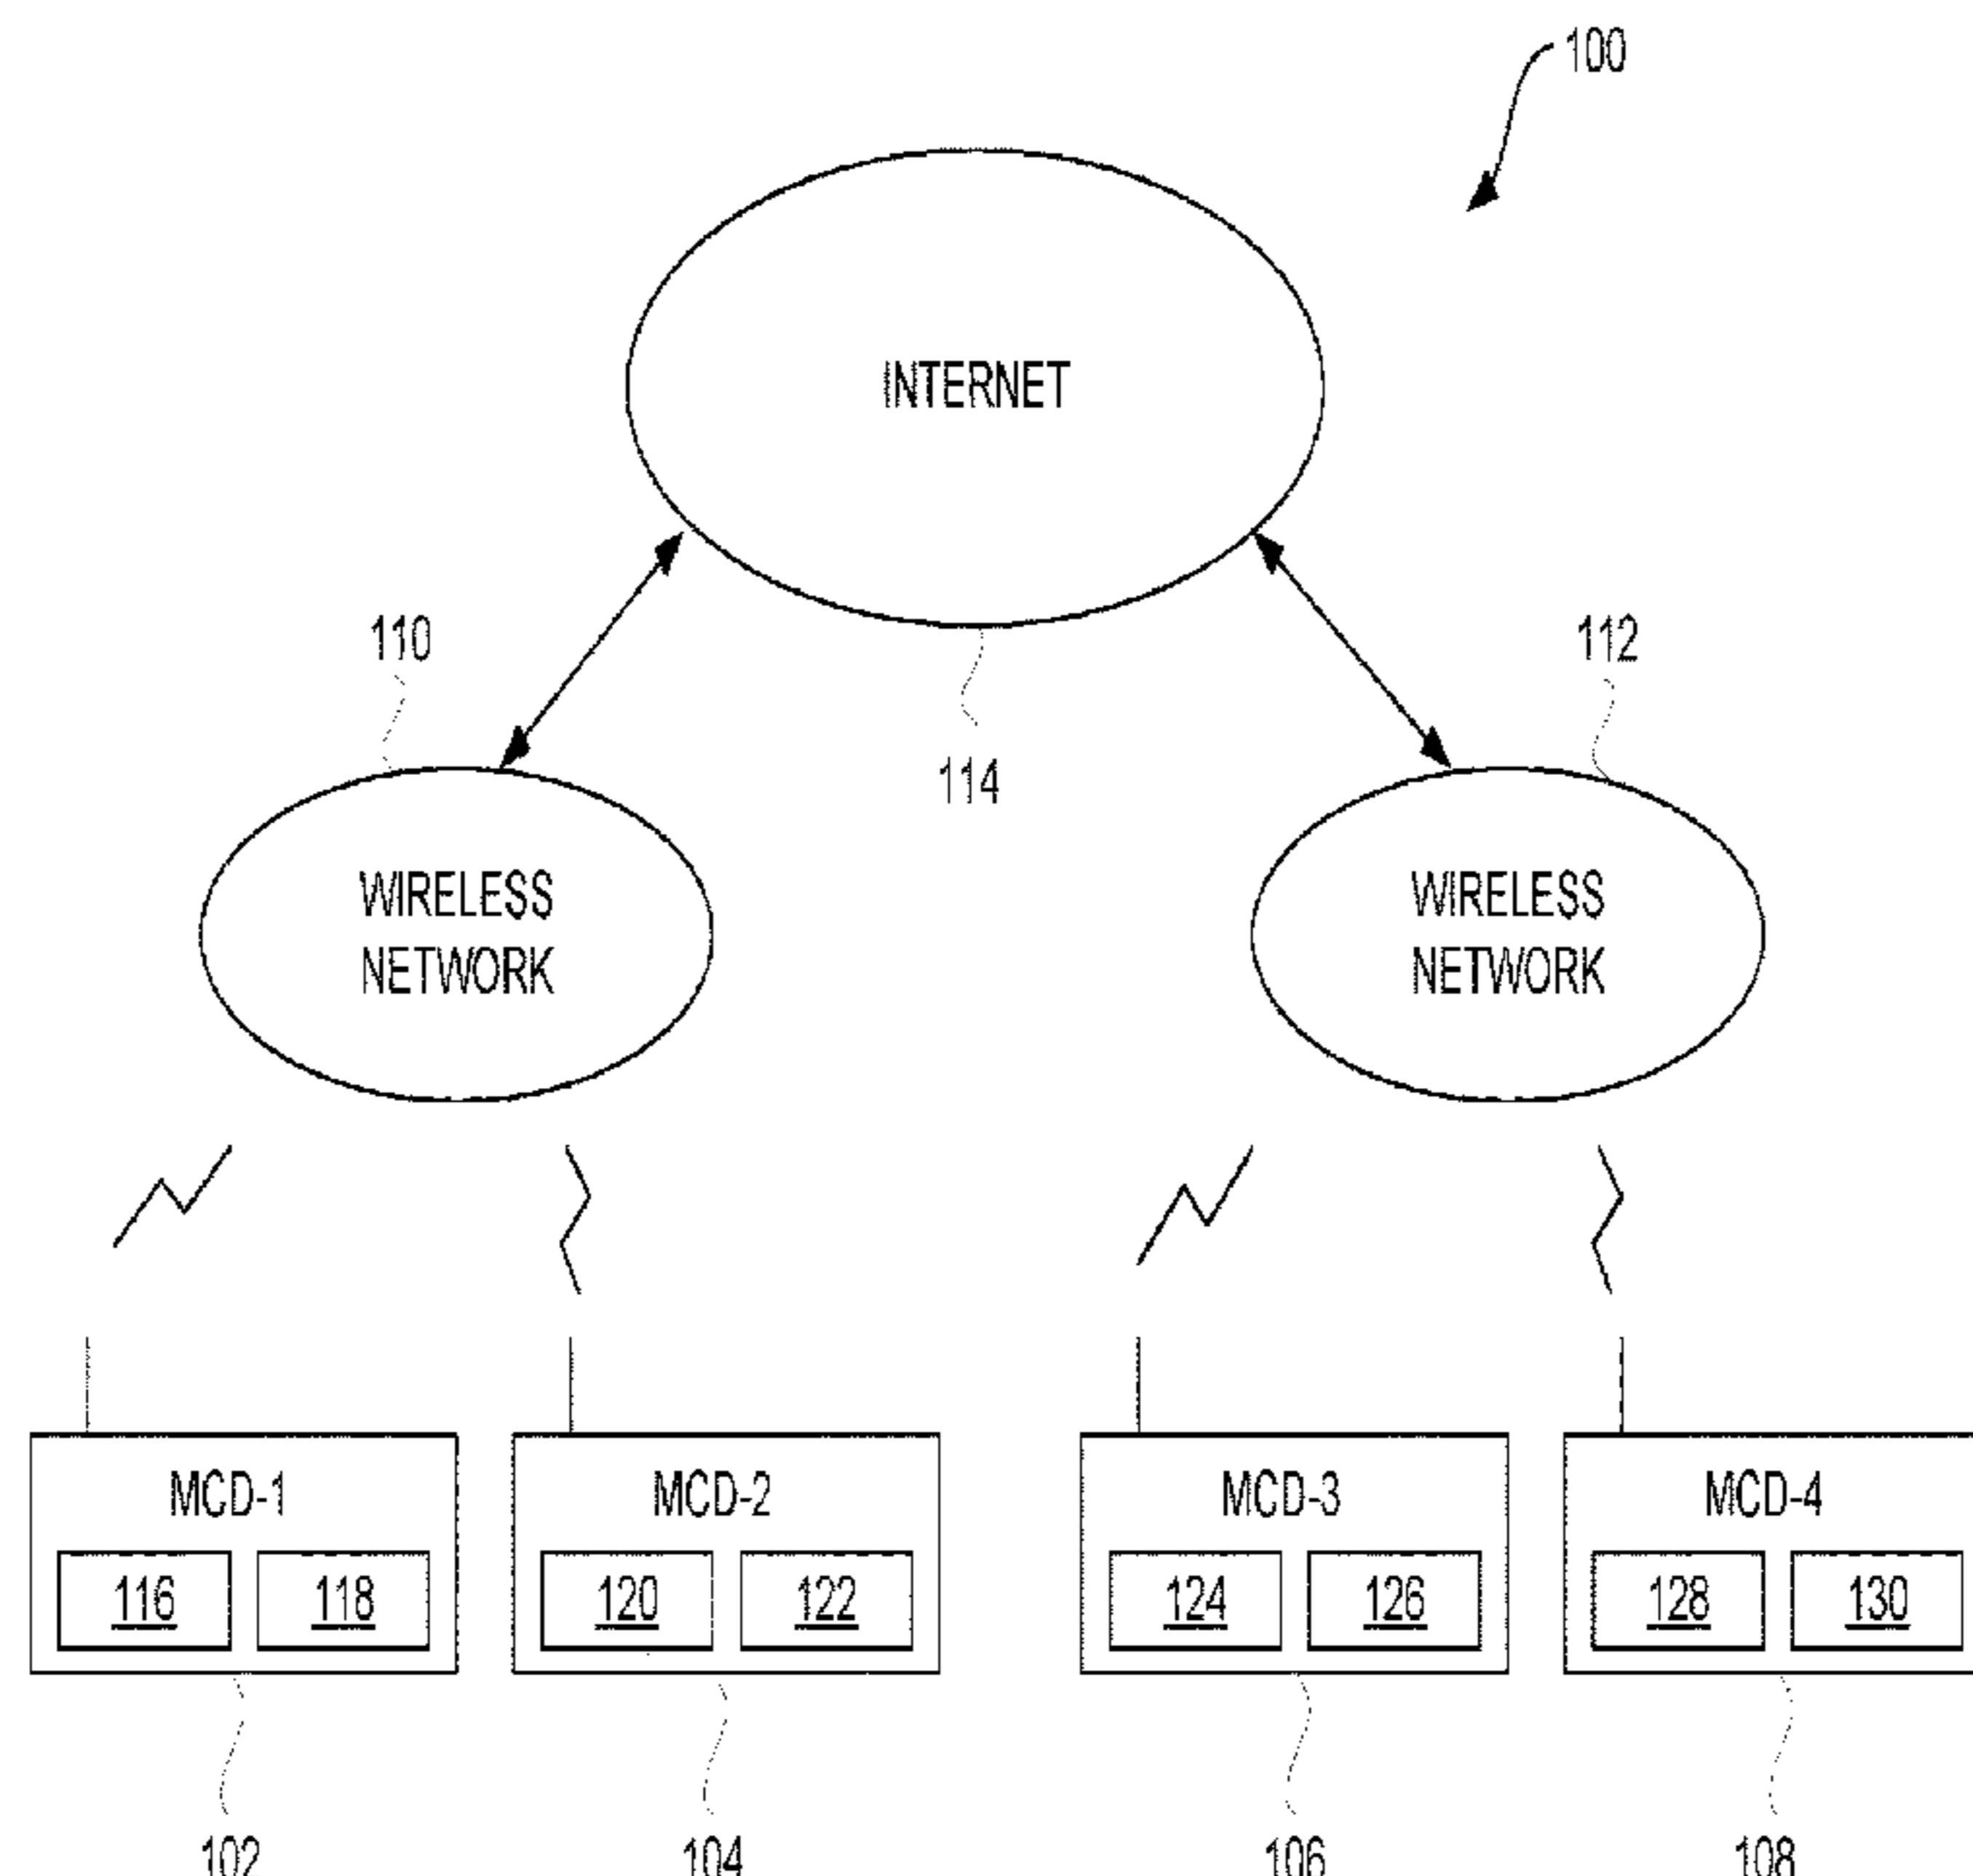 100
INTERNET
110
112
114
WIRELESS
NETWORK
WIRELESS
NETWORK
MCD-1
MCD-2
MCD-3
MCD-4
116
118
120
122
124
126
128
130
102
104
106
108